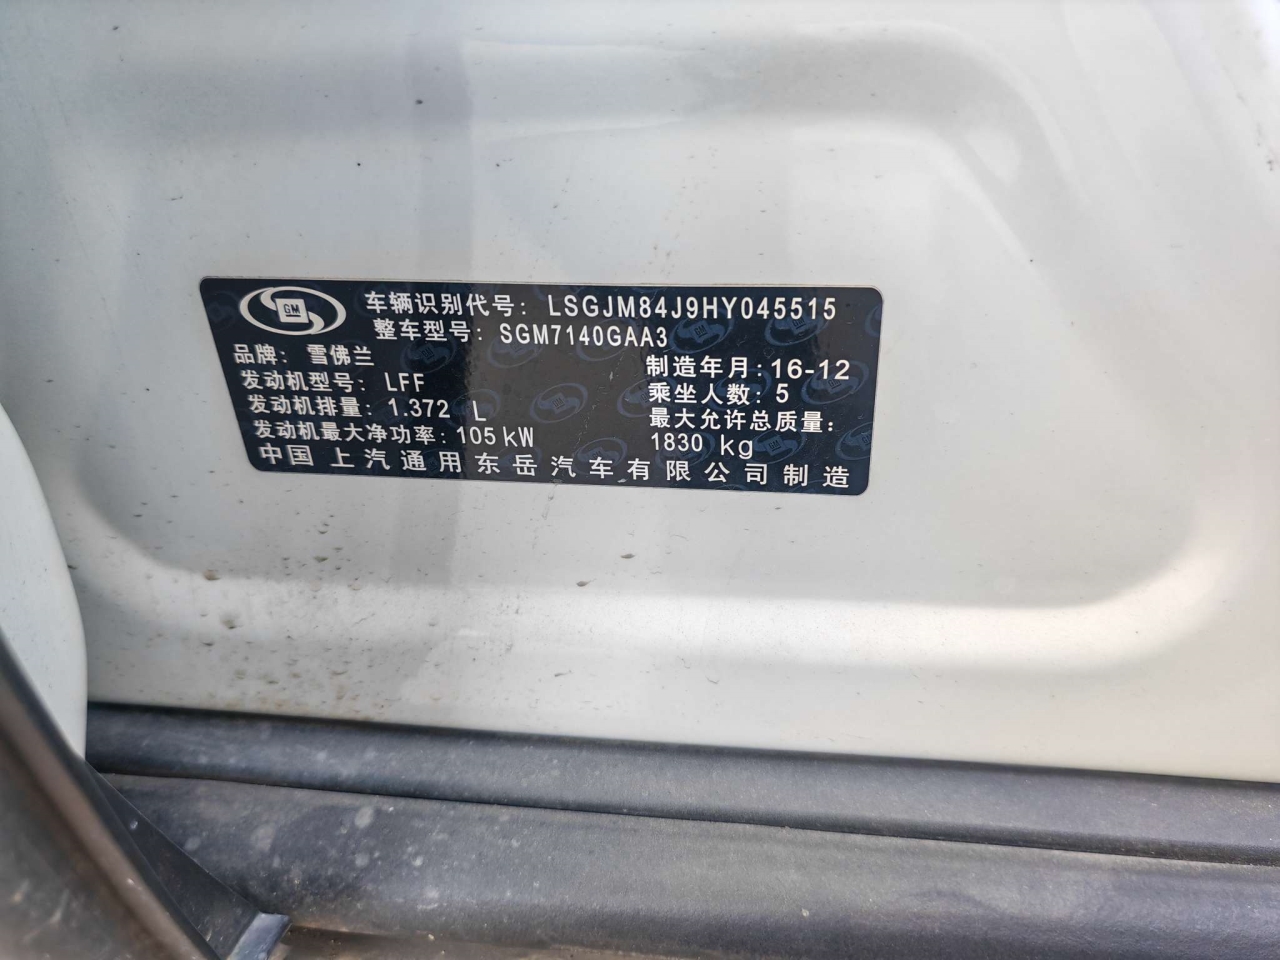 GM
车辆识别代号: LSGJM84J9HY045515
整车型号: SGM7140GAA3
品牌: 雪佛兰
制造年月:16-12
发动机型号: LFF
乘坐人数: 5
发动机排量: 1.372 L
最大允许总质量:
发动机最大净功率: 105kW
1830 kg
中国上汽通用东岳汽车有限公司制造